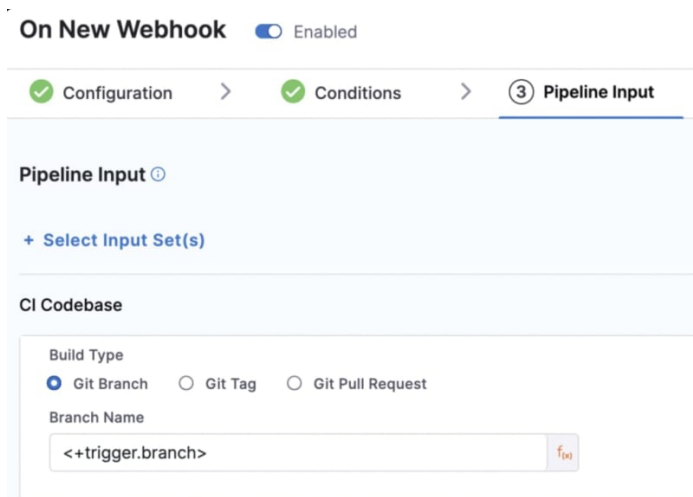 On New Webhook Enabled
Configuration > Conditions > 3 Pipeline Input
Pipeline Input
+ Select Input Set(s)
CI Codebase
Build Type
Git Branch Git Tag Git Pull Request
Branch Name
<+trigger.branch> f(x)